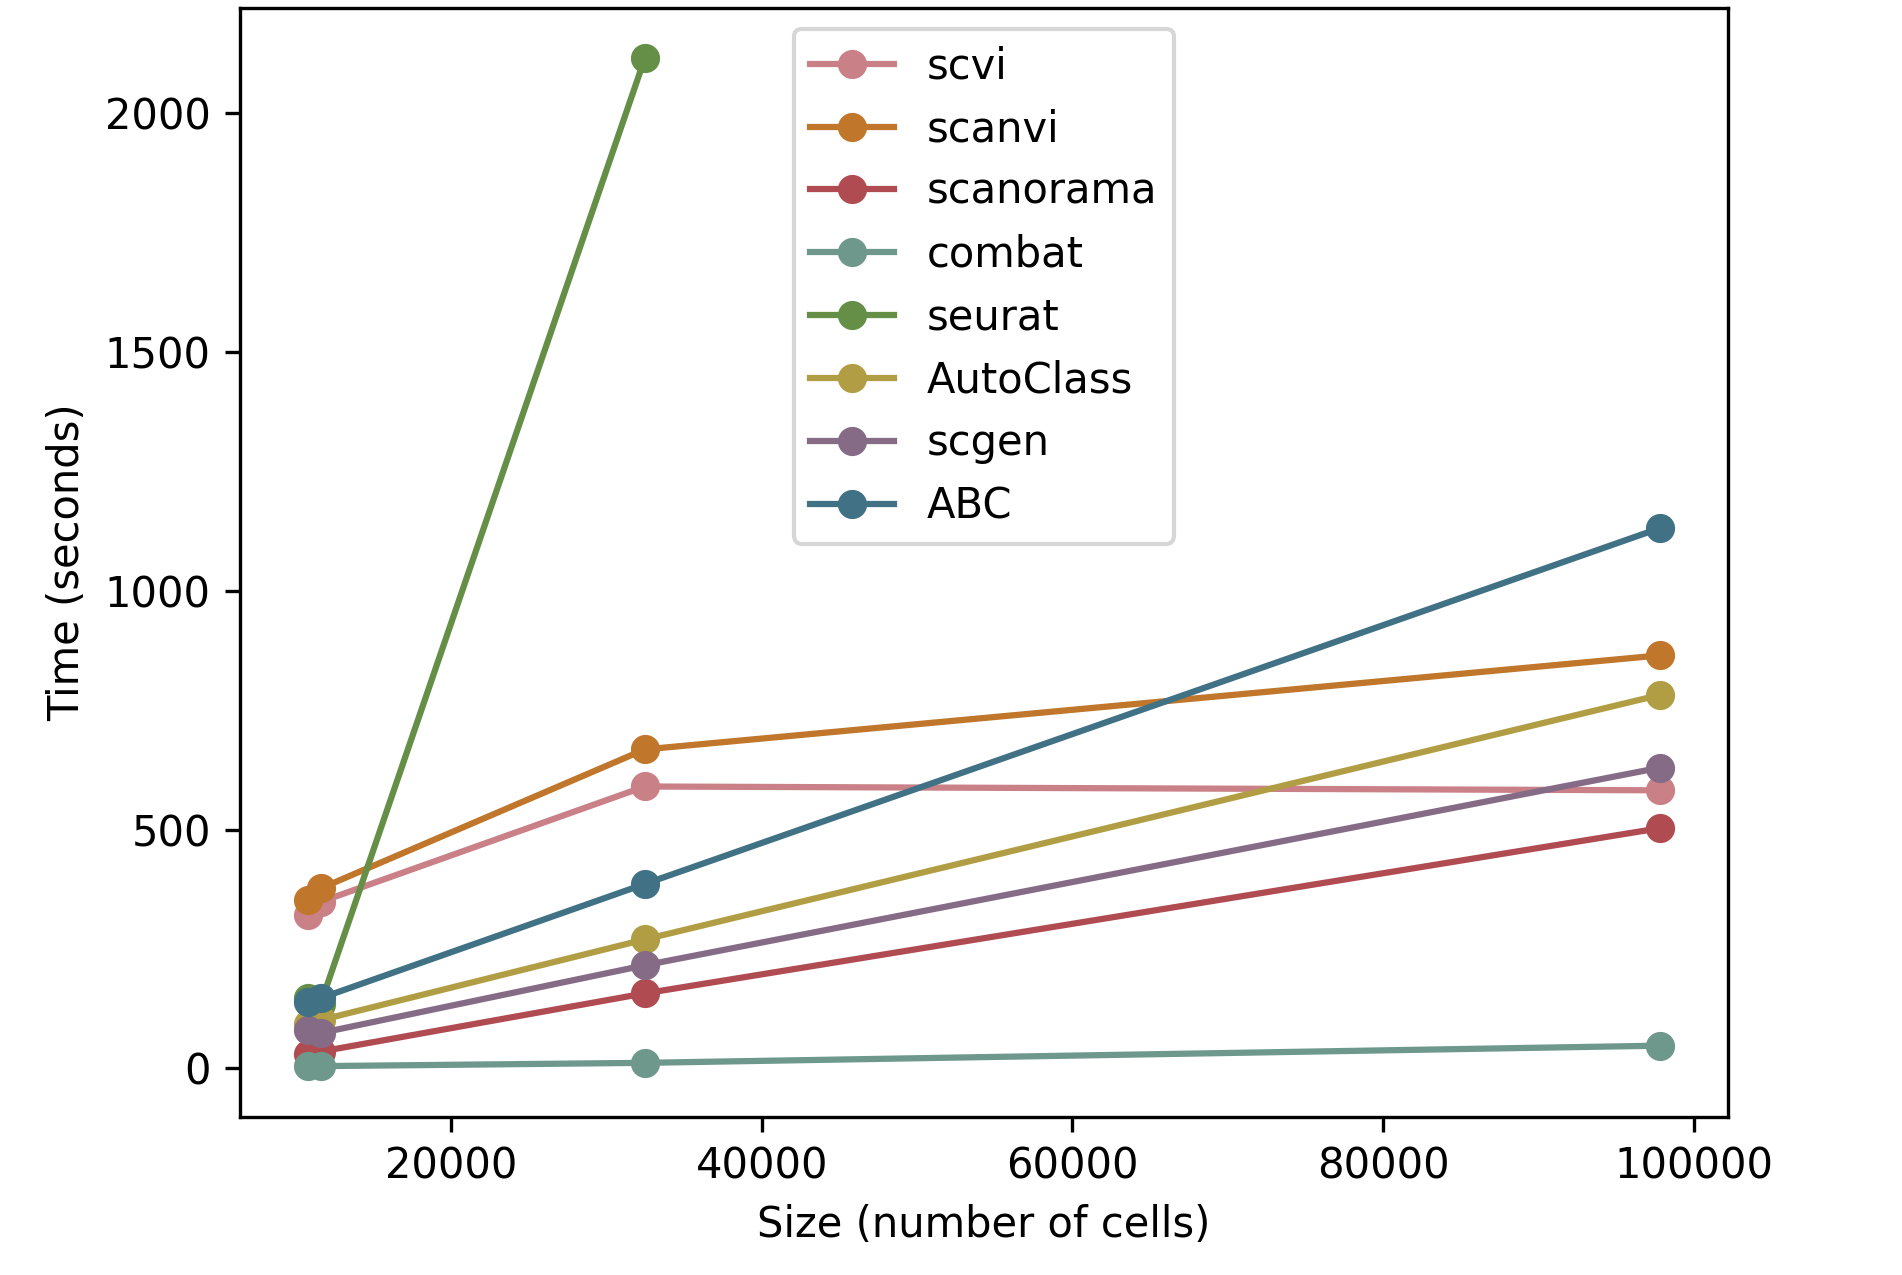 2000
1500
1000
500
0
Time (seconds)
scvi
scanvi
scanorama
combat
seurat
AutoClass
scgen
ABC
20000 40000 60000 80000 100000
Size (number of cells)